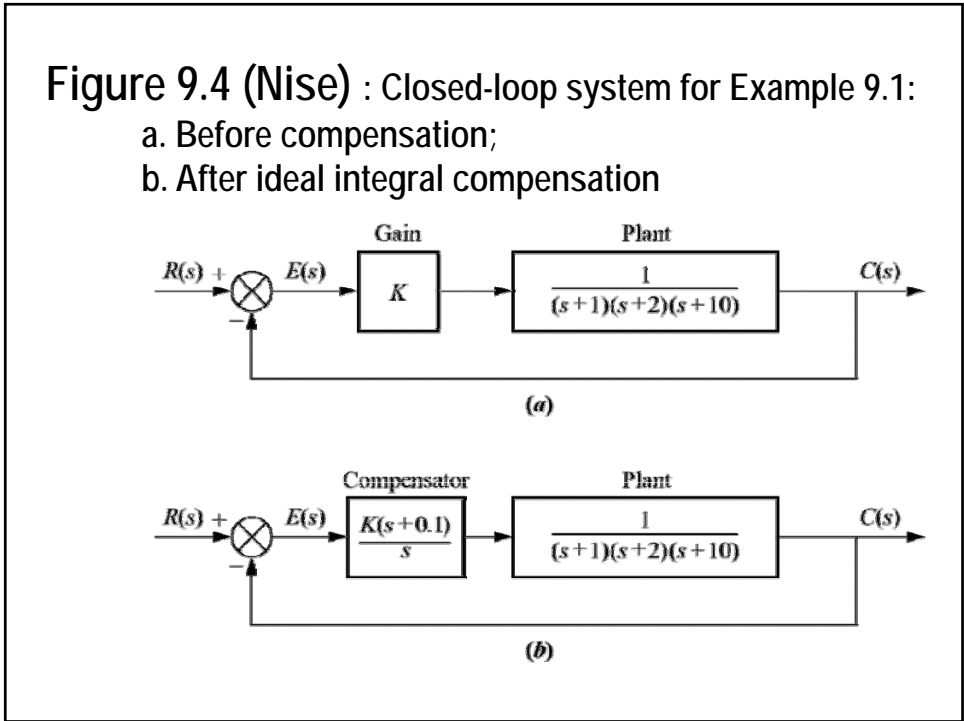 Figure 9.4 (Nise) : Closed-loop system for Example 9.1:
a. Before compensation;
b. After ideal integral compensation
Gain Plant
R(s) + E(s) K 1 C(s)
(s+1)(s+2)(s+10)
−
(a)
Compensator Plant
R(s) + E(s) K(s+0.1) 1 C(s)
s (s+1)(s+2)(s+10)
−
(b)